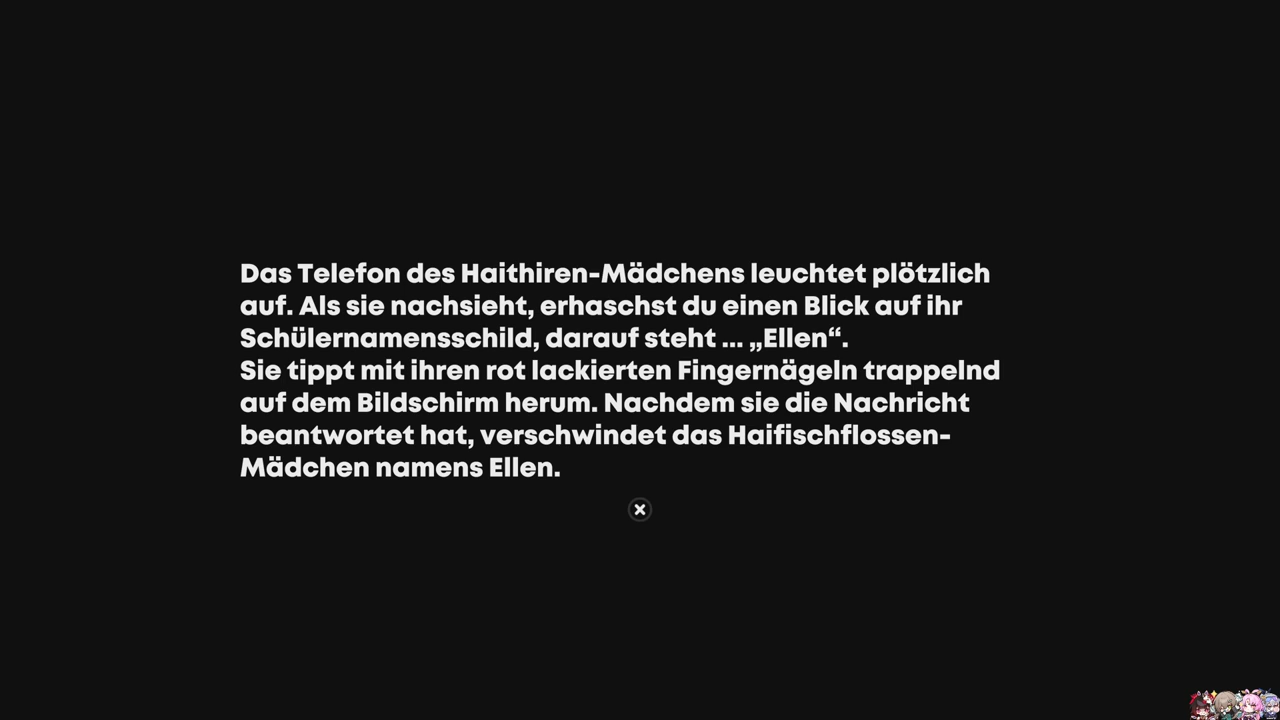 Das Telefon des Haithiren-Mädchens leuchtet plötzlich
auf. Als sie nachsieht, erhaschst du einen Blick auf ihr
Schülernamensschild, darauf steht ... „Ellen“.
Sie tippt mit ihren rot lackierten Fingernägeln trappelnd
auf dem Bildschirm herum. Nachdem sie die Nachricht
beantwortet hat, verschwindet das Haifischflossen-
Mädchen namens Ellen.